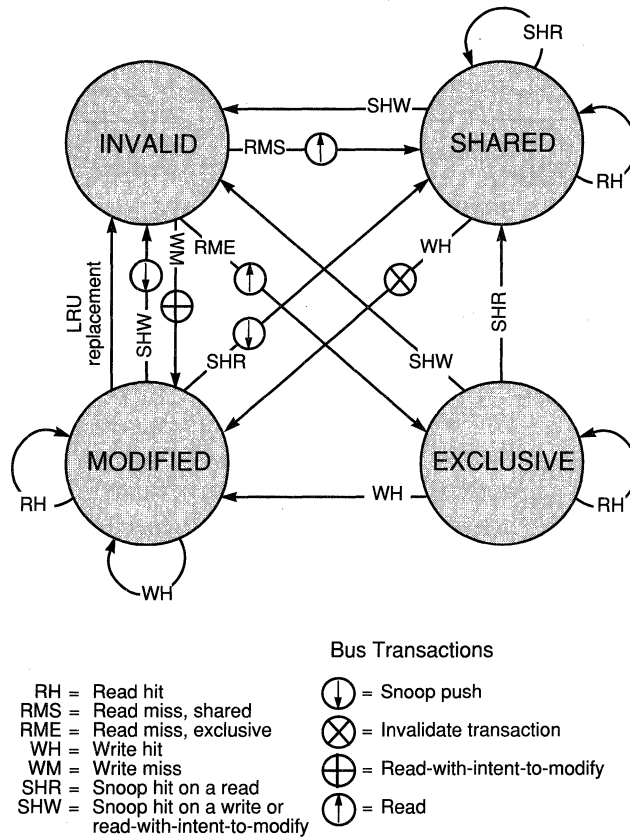 SHR
INVALID
SHW
SHARED
RMS
RH
WM
RME
WH
LRU
replacement
SHW
SHR
SHR
SHW
MODIFIED
EXCLUSIVE
RH
WH
RH
WH
Bus Transactions
RH = Read hit
RMS = Read miss, shared
RME = Read miss, exclusive
WH = Write hit
WM = Write miss
SHR = Snoop hit on a read
SHW = Snoop hit on a write or
read-with-intent-to-modify
= Snoop push
= Invalidate transaction
= Read-with-intent-to-modify
= Read